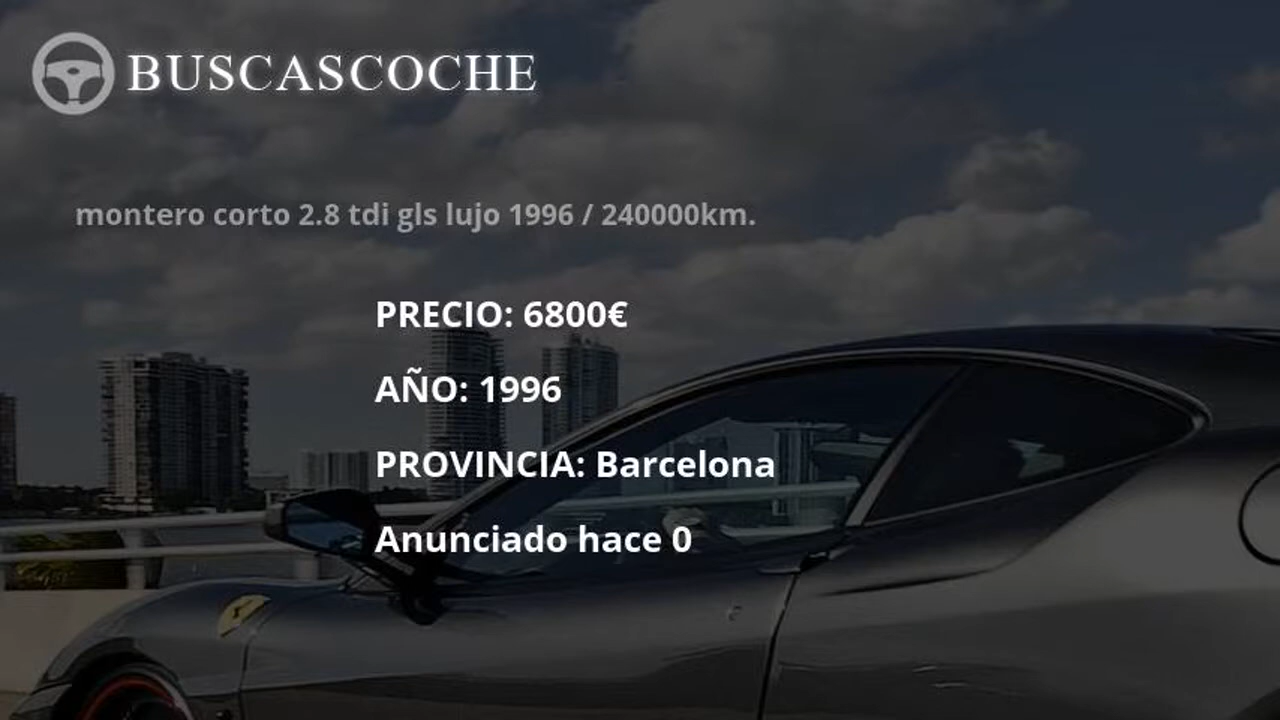 BUSCASCOCHE
montero corto 2.8 tdi gls lujo 1996 / 240000km.
PRECIO: 6800€
AÑO: 1996
PROVINCIA: Barcelona
Anunciado hace 0